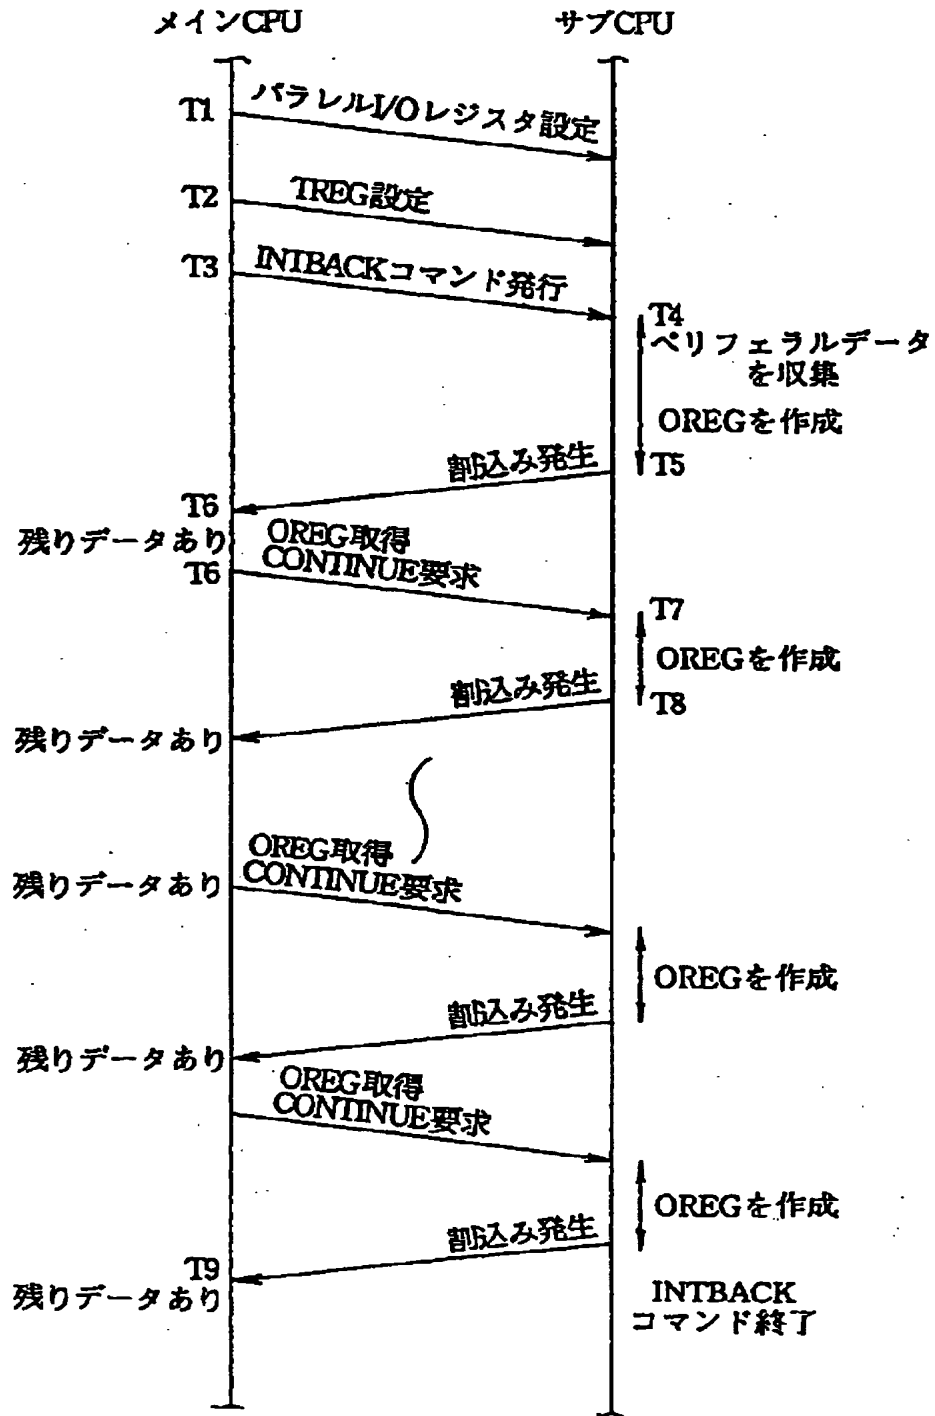 メインCPU
サブCPU
T1
パラレルI/Oレジスタ設定
T2
TREG設定
T3
INTBACKコマンド発行
T4
ペリフェラルデータ
を収集
OREGを作成
割込み発生
T5
T6
残りデータあり
OREG取得
CONTINUE要求
T6
T7
OREGを作成
割込み発生
T8
残りデータあり
OREG取得
CONTINUE要求
残りデータあり
OREGを作成
割込み発生
残りデータあり
OREG取得
CONTINUE要求
OREGを作成
割込み発生
T9
残りデータあり
INTBACK
コマンド終了